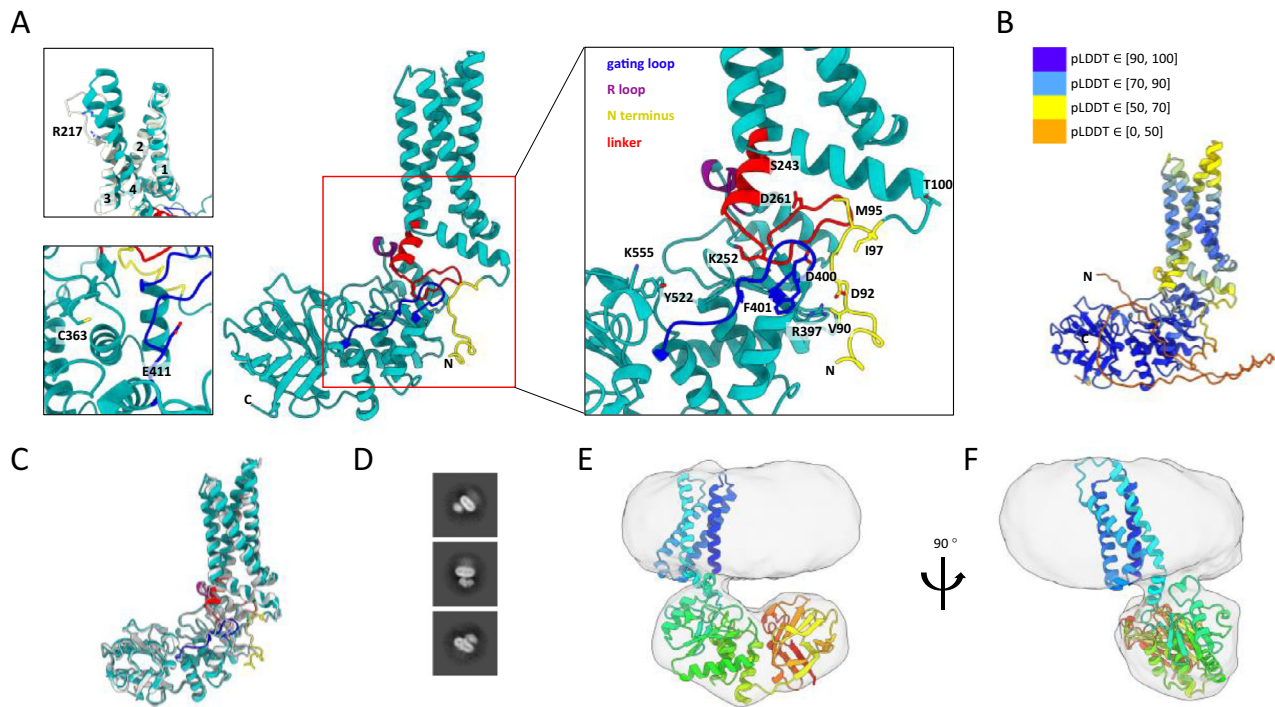 A
R217
2
1
3
4
C363
E411
N
C
gating loop
R loop
N terminus
linker
S243
T100
D261
M95
I97
K555
K252
D400
Y522
D92
F401
R397
V90
N
B
pLDDT ∈ [90, 100]
pLDDT ∈ [70, 90]
pLDDT ∈ [50, 70]
pLDDT ∈ [0, 50]
N
C
C
D
E
90 °
F